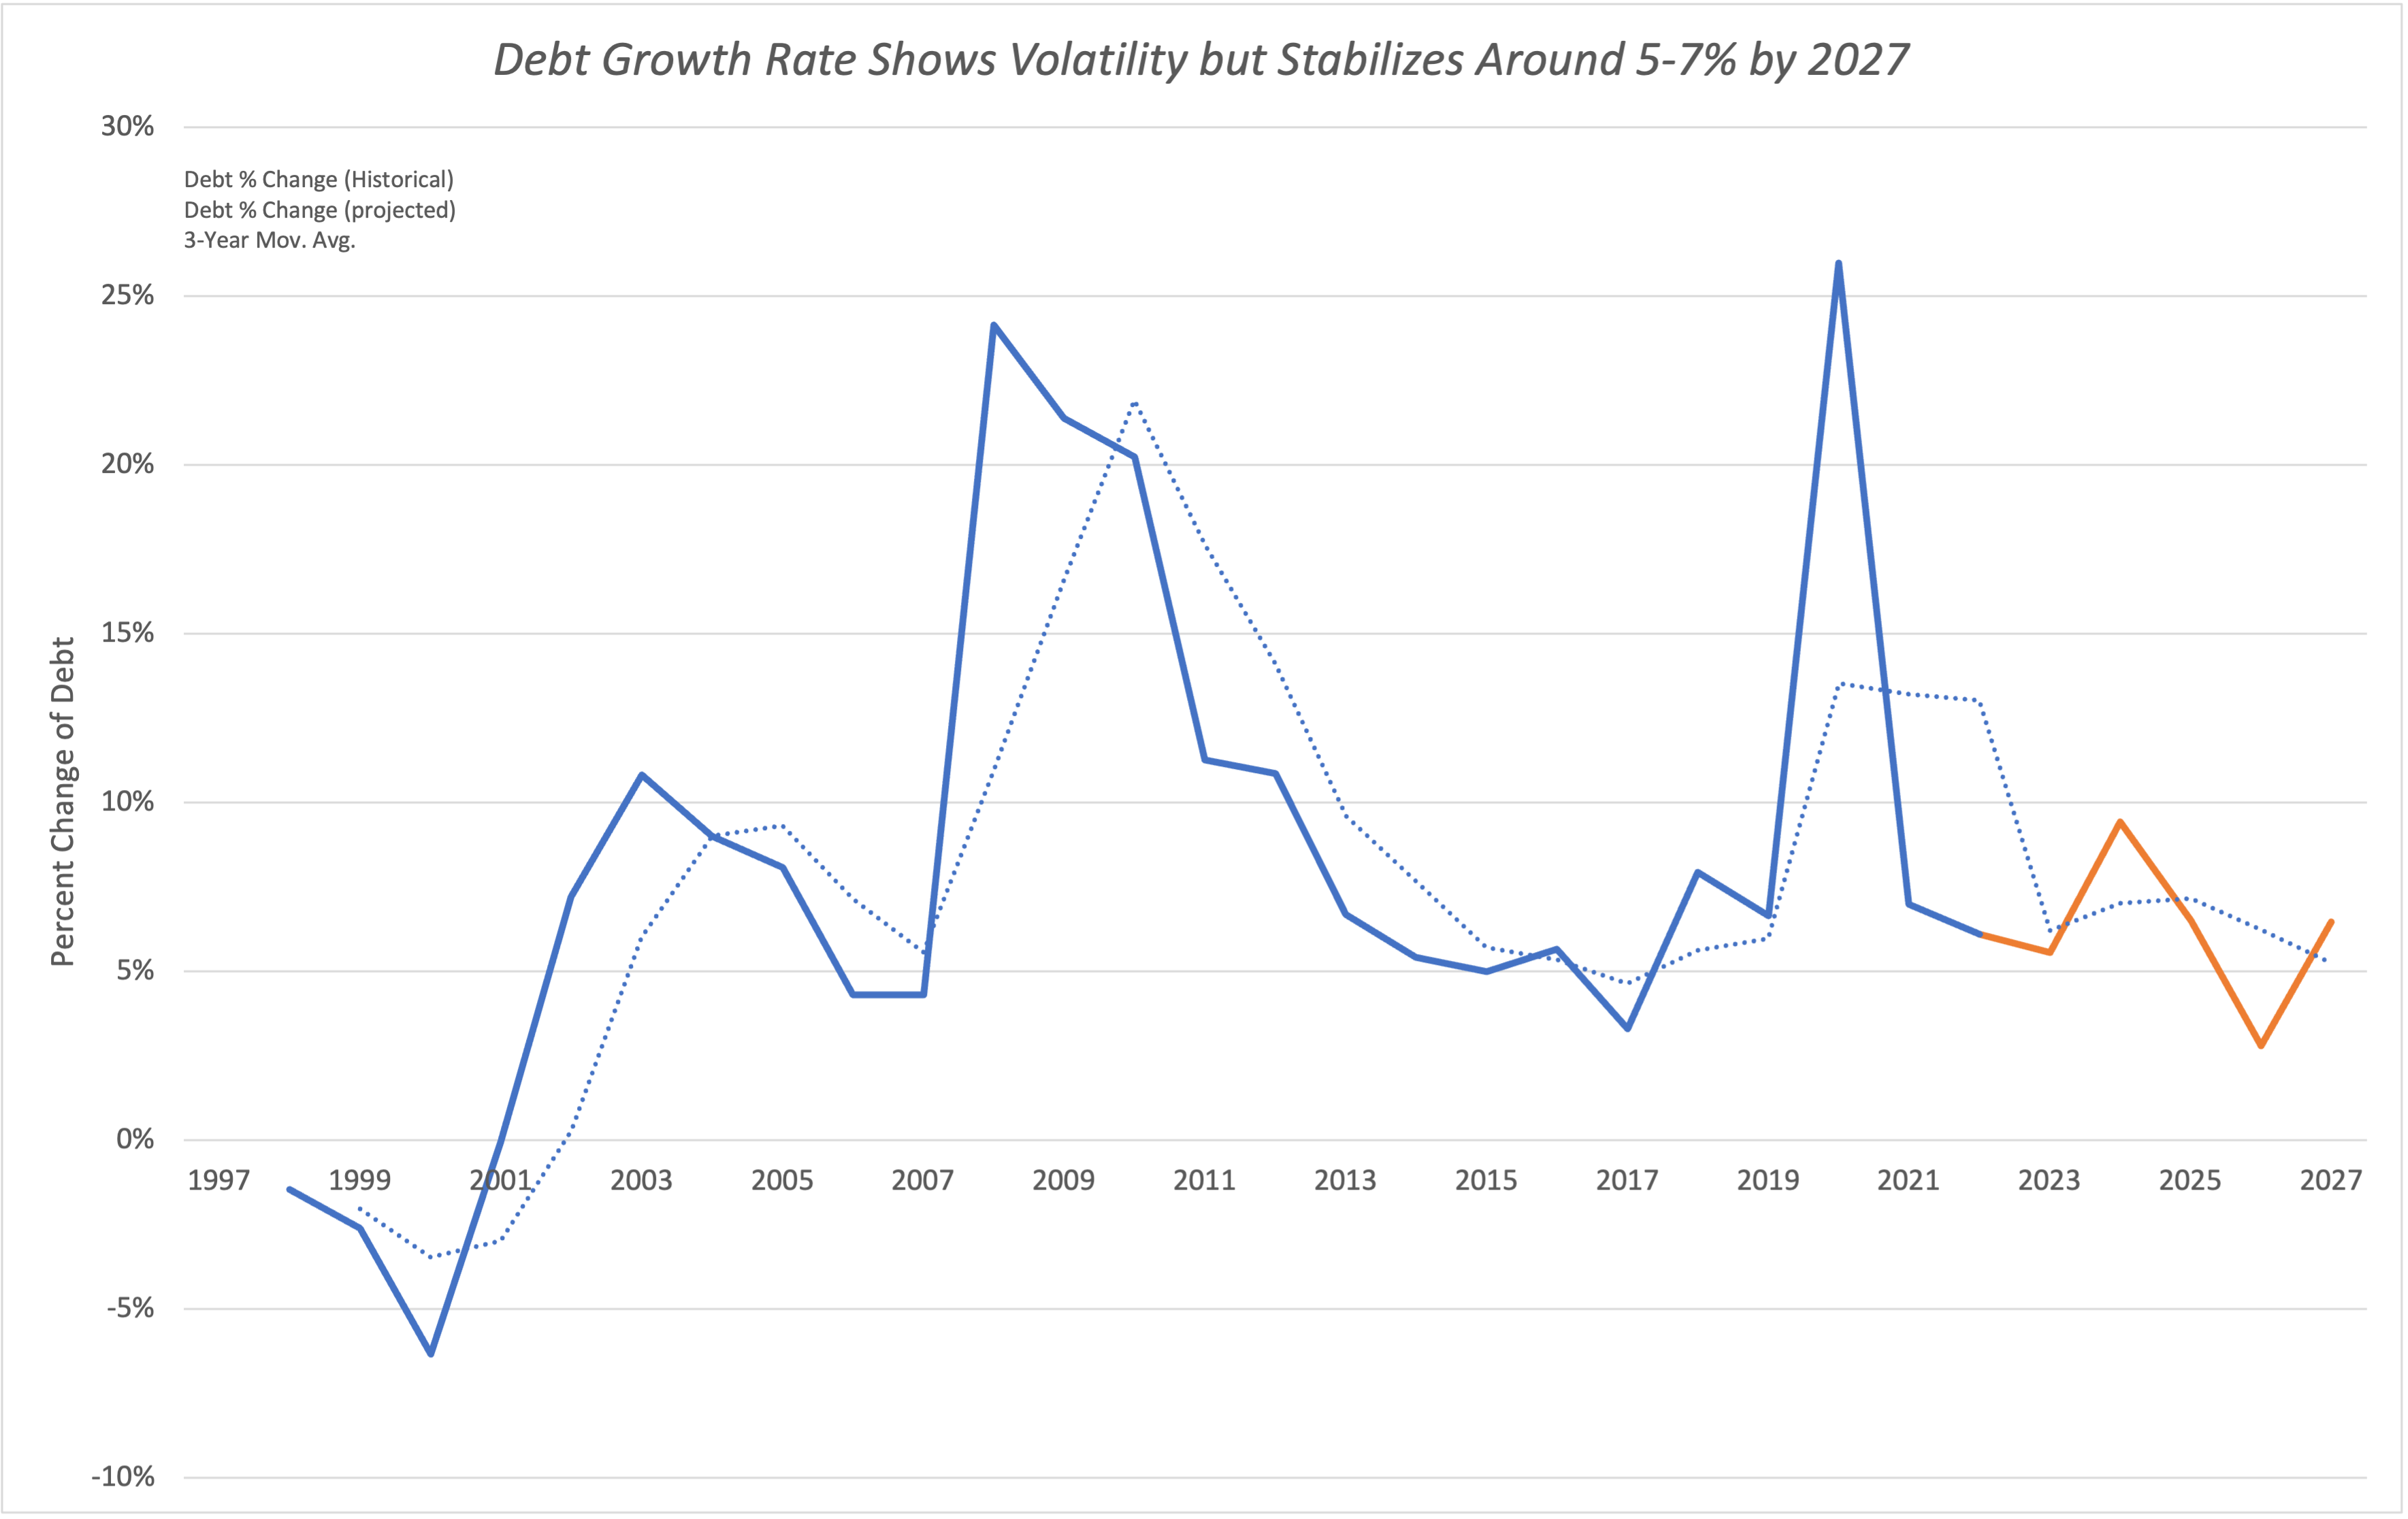 Debt Growth Rate Shows Volatility but Stabilizes Around 5-7% by 2027
30%
Debt % Change (Historical)
Debt % Change (projected)
3-Year Mov. Avg.
25%
20%
15%
Percent Change of Debt
10%
5%
0%
1997 1999 2001 2003 2005 2007 2009 2011 2013 2015 2017 2019 2021 2023 2025 2027
-5%
-10%